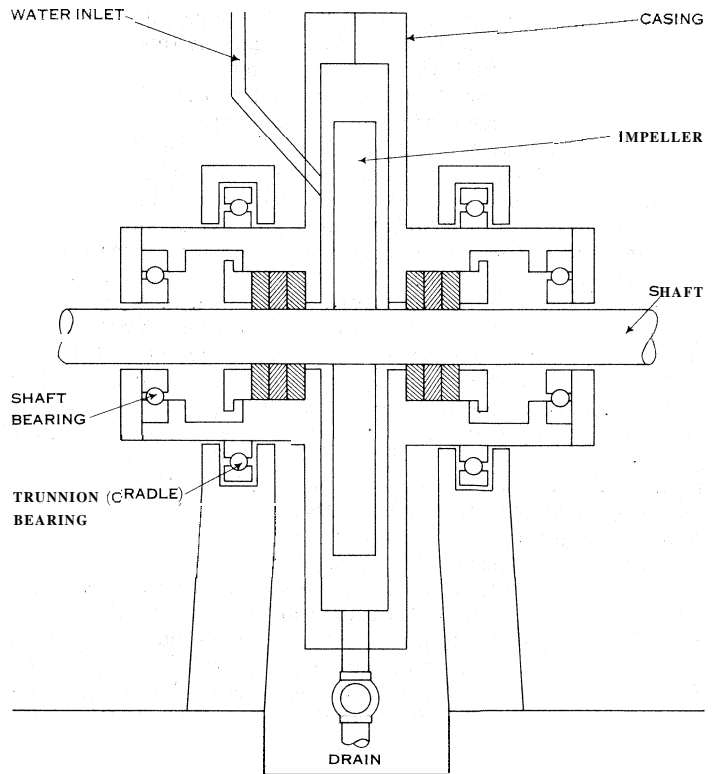 WATER INLET
CASING
IMPELLER
SHAFT
SHAFT
BEARING
TRUNNION (CRADLE)
BEARING
DRAIN